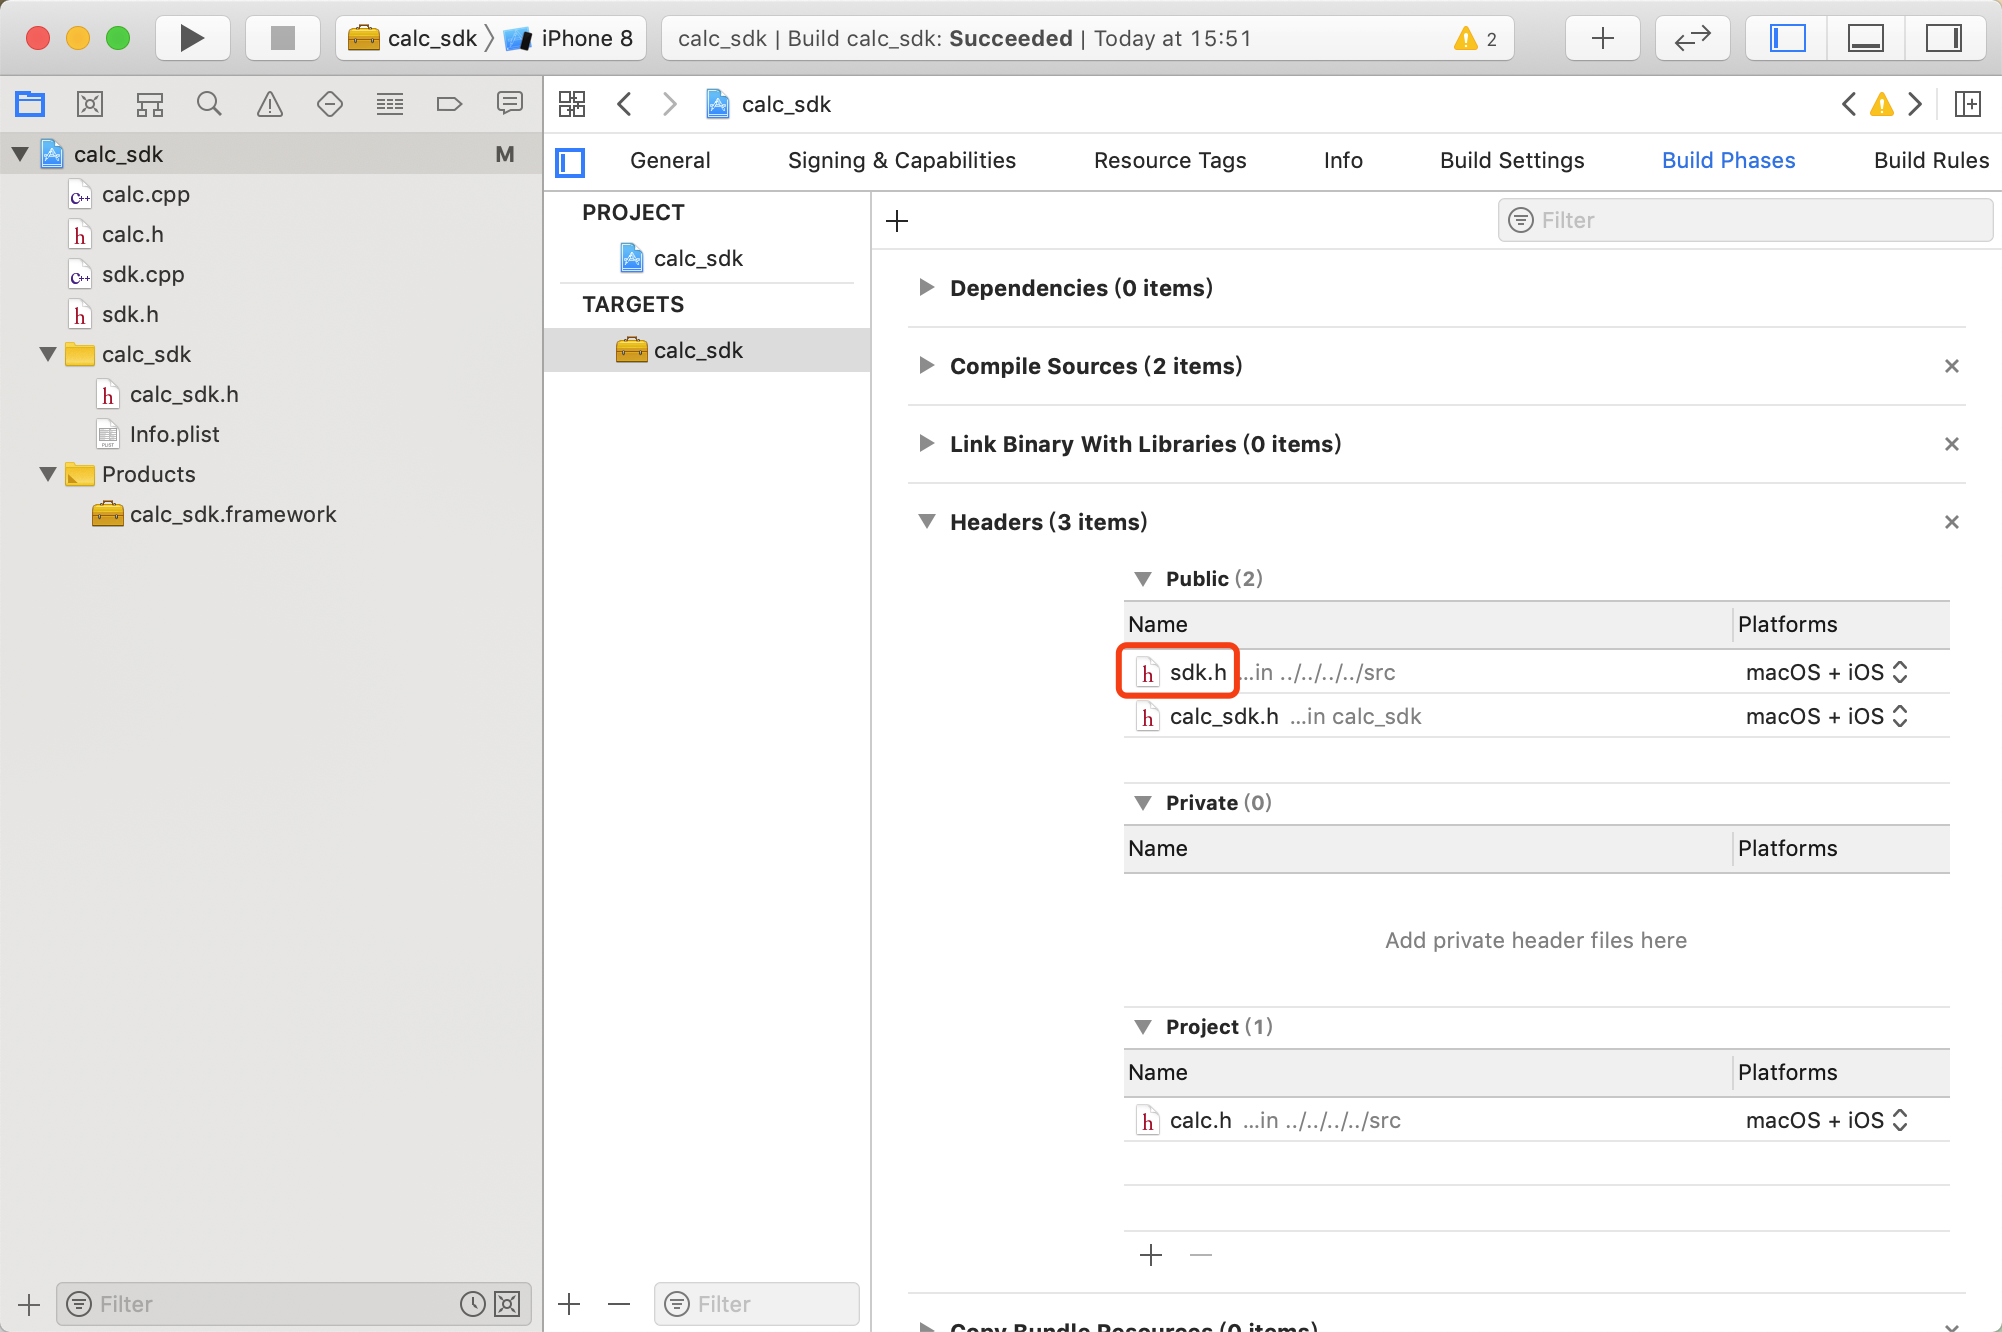 calc_sdk iPhone 8
calc_sdk | Build calc_sdk: Succeeded | Today at 15:51
2
calc_sdk M
calc.cpp
calc.h
sdk.cpp
sdk.h
calc_sdk
calc_sdk.h
Info.plist
Products
calc_sdk.framework
Filter
calc_sdk
General Signing & Capabilities Resource Tags Info Build Settings Build Phases Build Rules
PROJECT
calc_sdk
TARGETS
calc_sdk
Filter
Filter
Dependencies (0 items)
Compile Sources (2 items)
Link Binary With Libraries (0 items)
Headers (3 items)
Public (2)
Name Platforms
sdk.h ...in ../../../../src macOS + iOS
calc_sdk.h ...in calc_sdk macOS + iOS
Private (0)
Name Platforms
Add private header files here
Project (1)
Name Platforms
calc.h ...in ../../../../src macOS + iOS
Copy Bundle Resources (0 items)